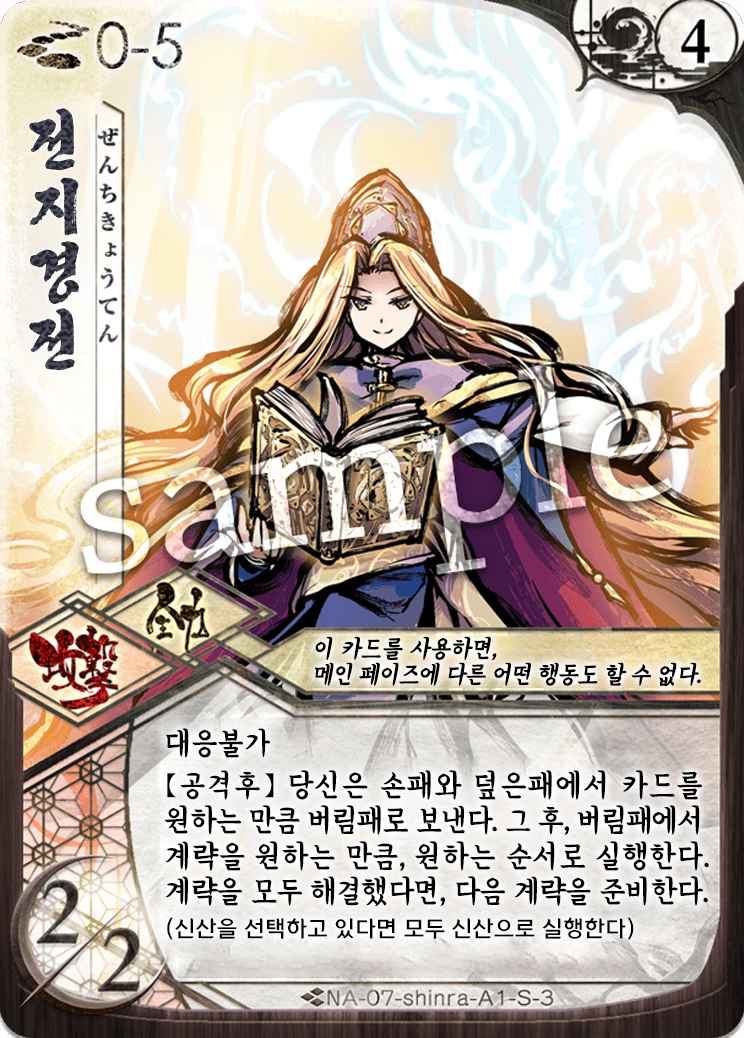 0-5
4
전지경전
ぜんちきょうてん
sample
攻撃
全力
이 카드를 사용하면,
메인 페이즈에 다른 어떤 행동도 할 수 없다.
대응불가
【공격후】 당신은 손패와 덮은패에서 카드를
원하는 만큼 버림패로 보낸다. 그 후, 버림패에서
계략을 원하는 만큼, 원하는 순서로 실행한다.
계략을 모두 해결했다면, 다음 계략을 준비한다.
(신산을 선택하고 있다면 모두 신산으로 실행한다)
2/2
NA-07-shinra-A1-S-3